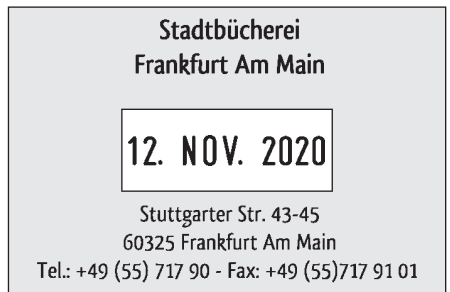 Stadtbücherei
Frankfurt Am Main
12. NOV. 2020
Stuttgarter Str. 43-45
60325 Frankfurt Am Main
Tel.: +49 (55) 717 90 - Fax: +49 (55)717 91 01